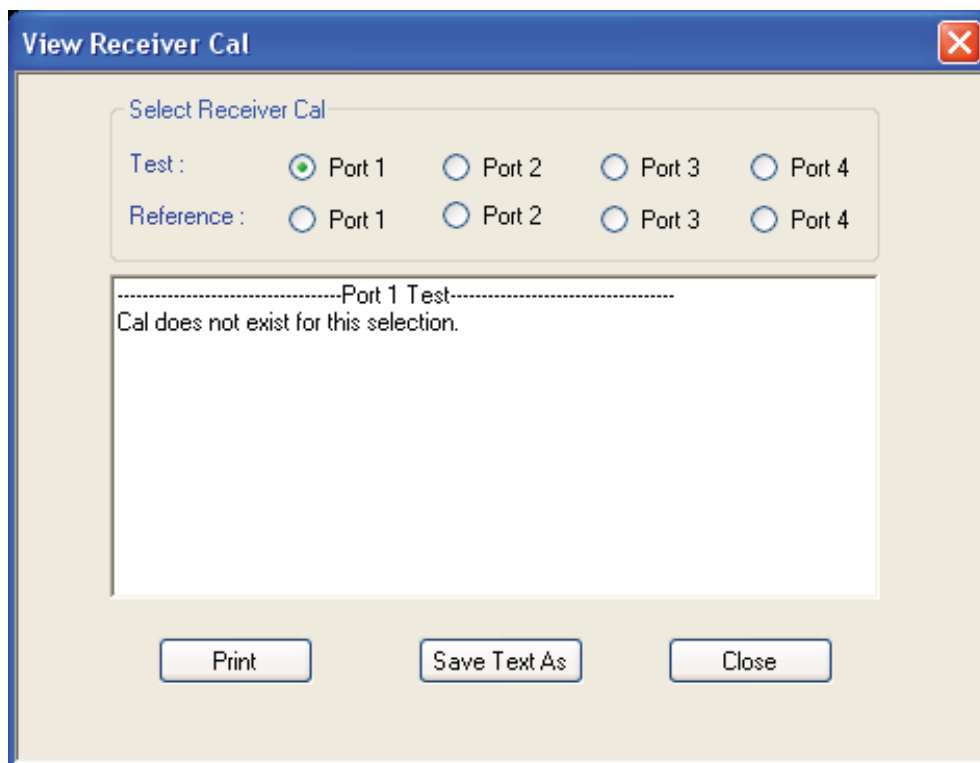 View Receiver Cal
Select Receiver Cal
Test : Port 1 Port 2 Port 3 Port 4
Reference : Port 1 Port 2 Port 3 Port 4
------------------------------------Port 1 Test------------------------------------
Cal does not exist for this selection.
Print Save Text As Close